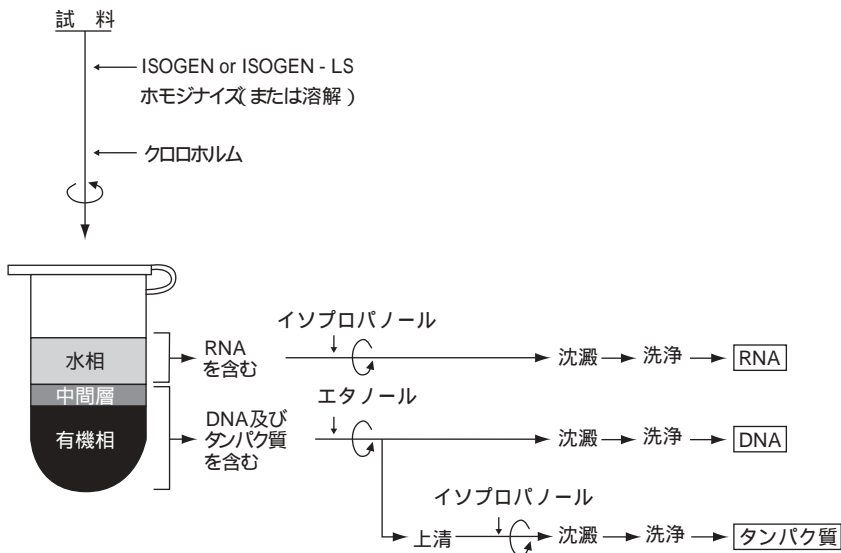 試 料
ISOGEN or ISOGEN - LS
ホモジナイズ(または溶解)
クロロホルム
水相
中間層
有機相
RNA
を含む
イソプロパノール
沈澱
洗浄
RNA
DNA及び
タンパク質
を含む
エタノール
沈澱
洗浄
DNA
上清
イソプロパノール
沈澱
洗浄
タンパク質